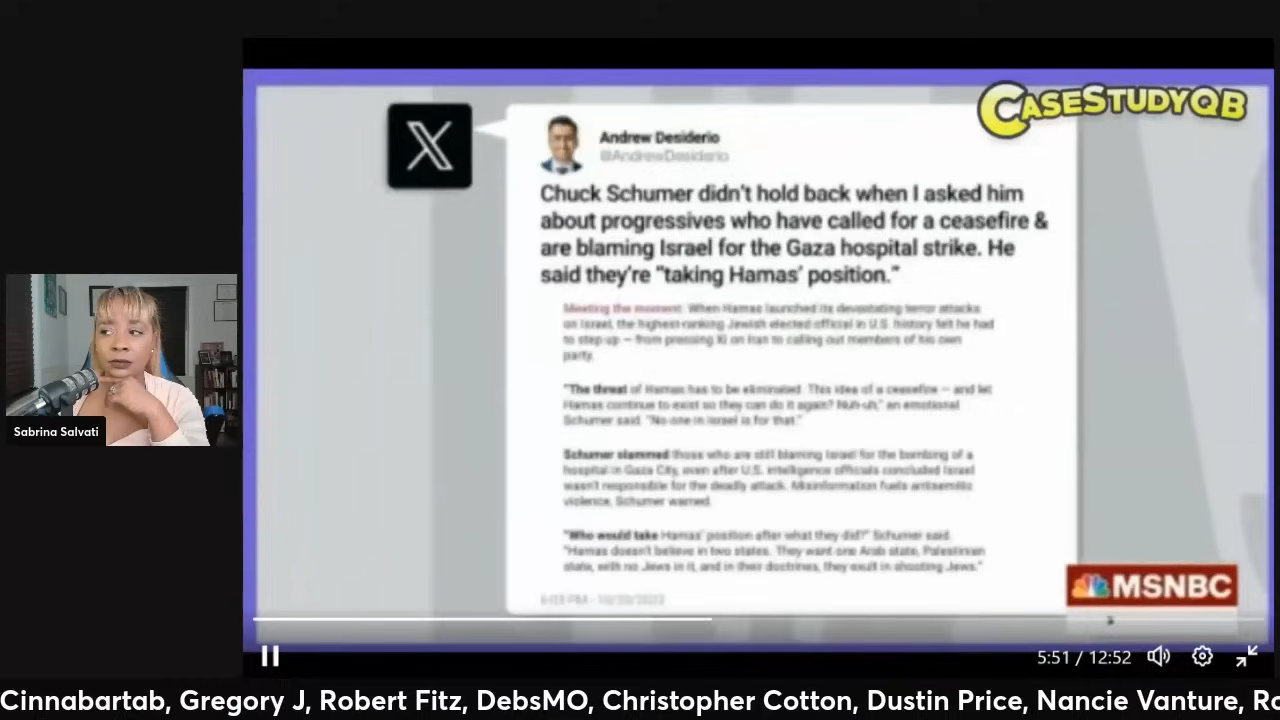 CASESTUDYQB
X
Andrew Desiderio
@AndrewDesiderio
Chuck Schumer didn't hold back when I asked him
about progressives who have called for a ceasefire &
are blaming Israel for the Gaza hospital strike. He
said they're "taking Hamas' position."
Meeting the moment: When Hamas launched its devastating terror attacks
on Israel, the highest-ranking Jewish elected official in U.S. history felt he had
to step up — from pressing Xi on Iran to calling out members of his own
party.
"The threat of Hamas has to be eliminated. This idea of a ceasefire — and let
Hamas continue to exist so they can do it again? Nuh-uh," an emotional
Schumer said. "No one in Israel is for that."
Schumer slammed those who are still blaming Israel for the bombing of a
hospital in Gaza City, even after U.S. intelligence officials concluded Israel
wasn't responsible for the deadly attack. Misinformation fuels antisemitic
violence, Schumer warned.
"Who would take Hamas' position after what they did?" Schumer said.
"Hamas doesn't believe in two states. They want one Arab state, Palestinian
state, with no Jews in it, and in their doctrines, they exult in shooting Jews."
PM
MSNBC
Sabrina Salvati
5:51 / 12:52
Cinnabartab, Gregory J, Robert Fitz, DebsMO, Christopher Cotton, Dustin Price, Nancie Vanture, Ro